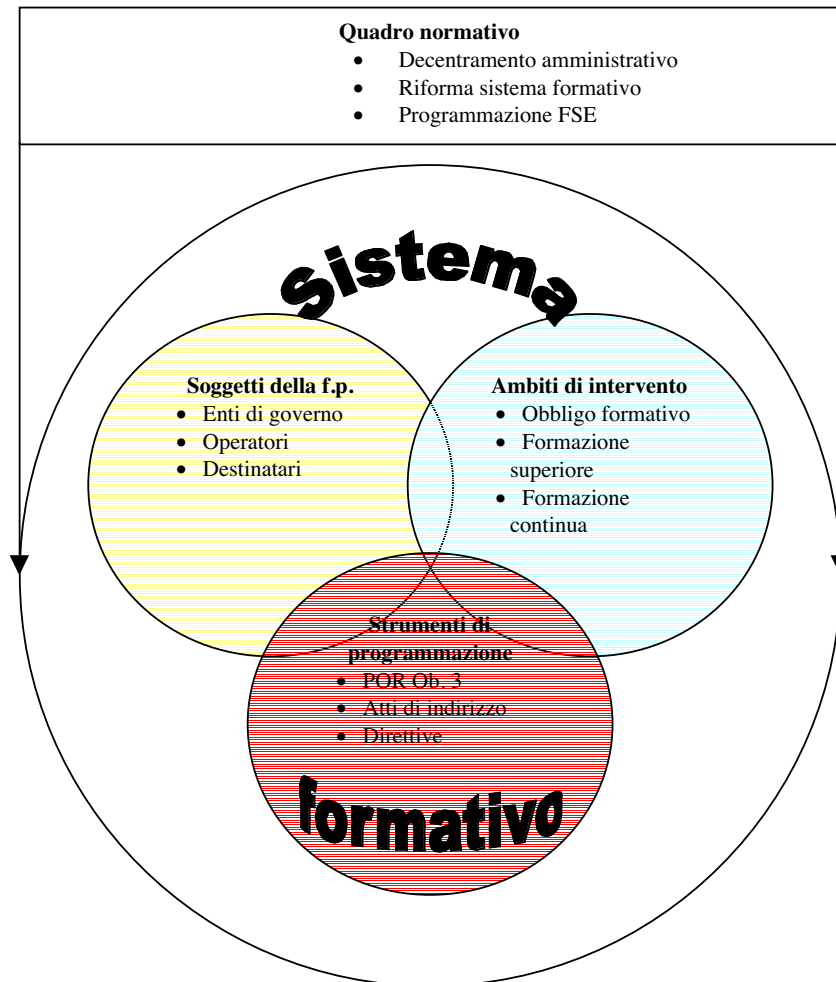 Quadro normativo
• Decentramento amministrativo
• Riforma sistema formativo
• Programmazione FSE
Sistema
Soggetti della f.p.
• Enti di governo
• Operatori
• Destinatari
Ambiti di intervento
• Obbligo formativo
• Formazione
superiore
• Formazione
continua
Strumenti di
programmazione
• POR Ob. 3
• Atti di indirizzo
• Direttive
formativo